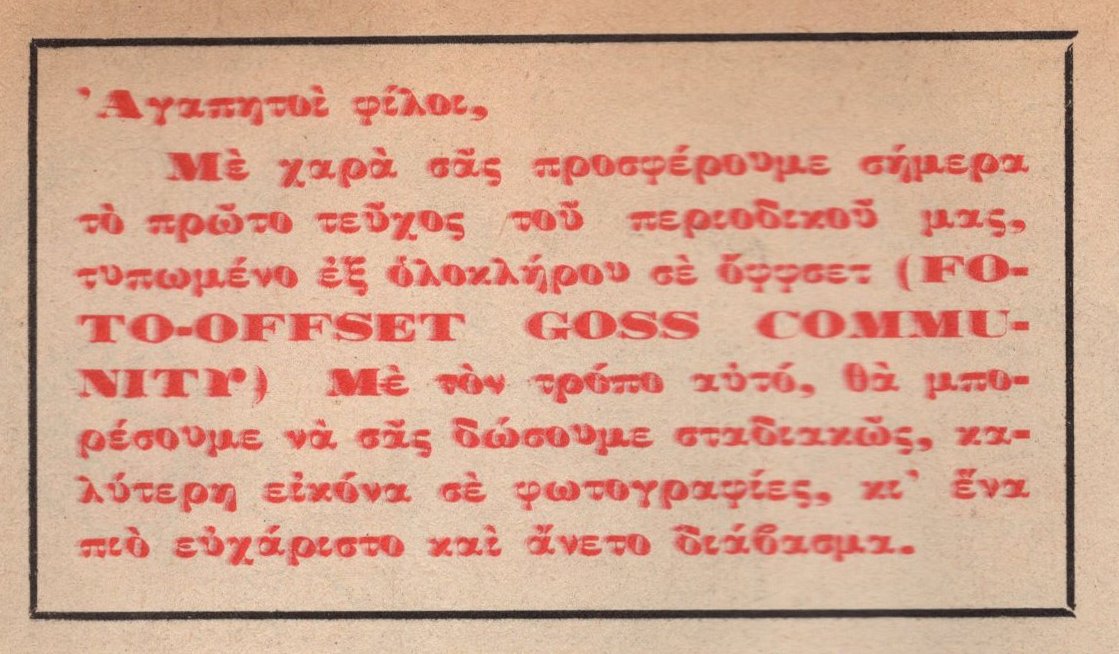 Ἀγαπητοὶ φίλοι,
Μὲ χαρὰ σᾶς προσφέρουμε σήμερα
τὸ πρῶτο τεῦχος τοῦ περιοδικοῦ μας,
τυπωμένο ἐξ ὁλοκλήρου σὲ ὄφφσετ (FO-
TO-OFFSET GOSS COMMU-
NITY) Μὲ τὸν τρόπο αὐτό, θὰ μπο-
ρέσουμε νὰ σᾶς δώσουμε σταδιακῶς, κα-
λύτερη εἰκόνα σὲ φωτογραφίες, κι' ἕνα
πιὸ εὐχάριστο καὶ ἄνετο διάβασμα.